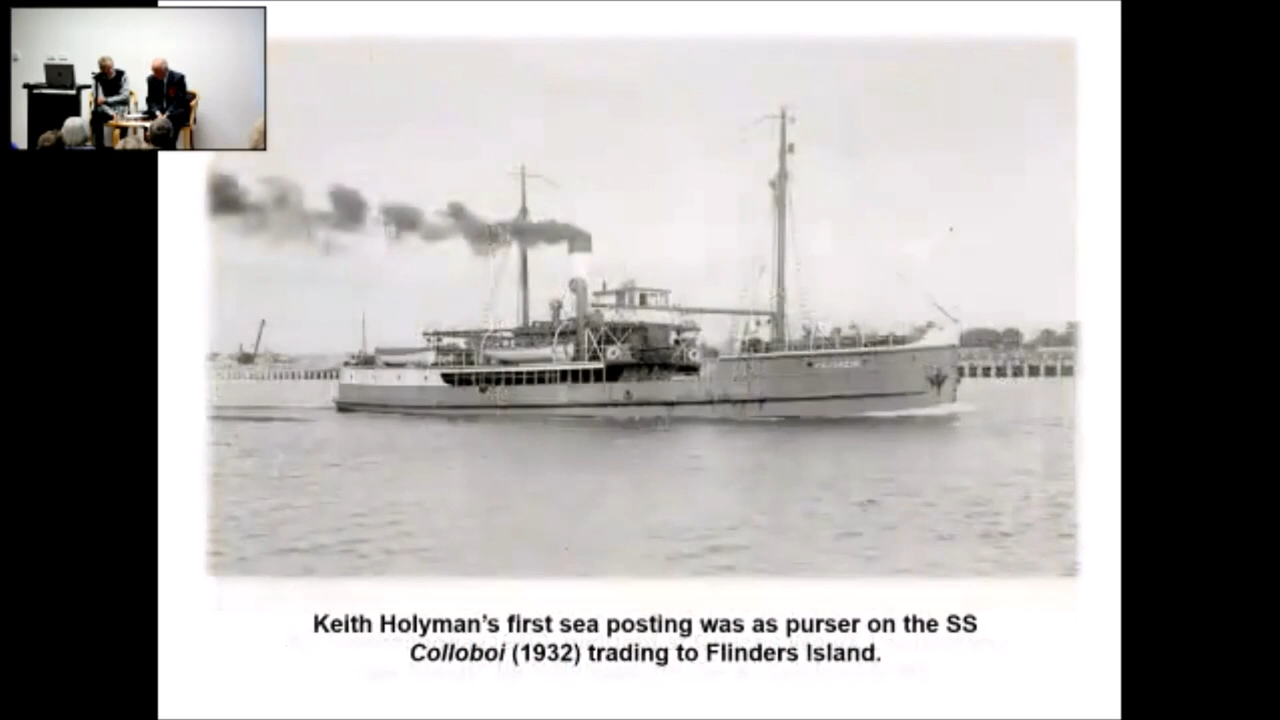 Keith Holyman's first sea posting was as purser on the SS
Colloboi (1932) trading to Flinders Island.